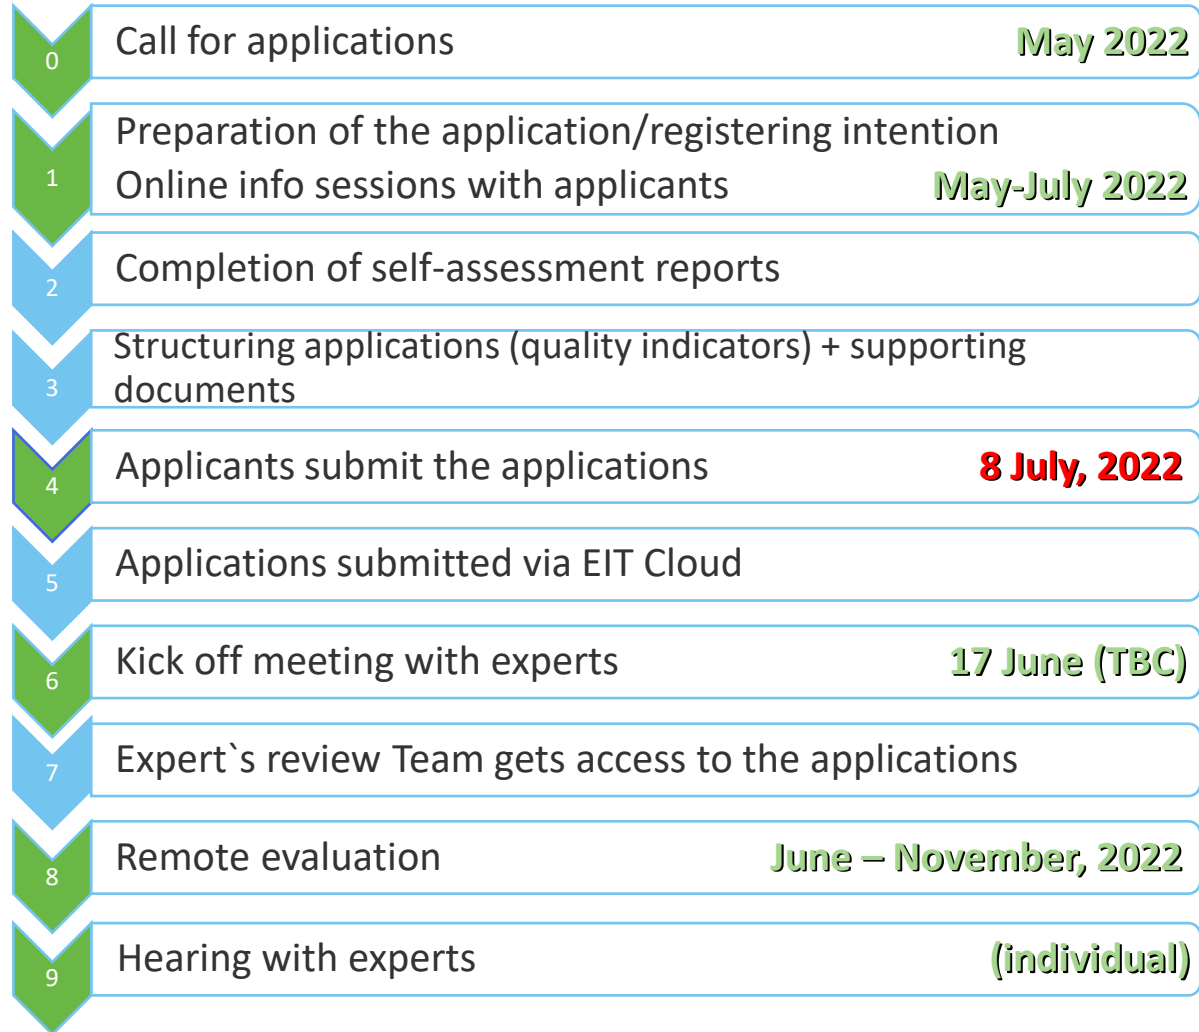 0
Call for applications
May 2022
1
Preparation of the application/registering intention
Online info sessions with applicants
May-July 2022
2
Completion of self-assessment reports
3
Structuring applications (quality indicators) + supporting
documents
4
Applicants submit the applications
8 July, 2022
5
Applications submitted via EIT Cloud
6
Kick off meeting with experts
17 June (TBC)
7
Expert`s review Team gets access to the applications
8
Remote evaluation
June – November, 2022
9
Hearing with experts
(individual)